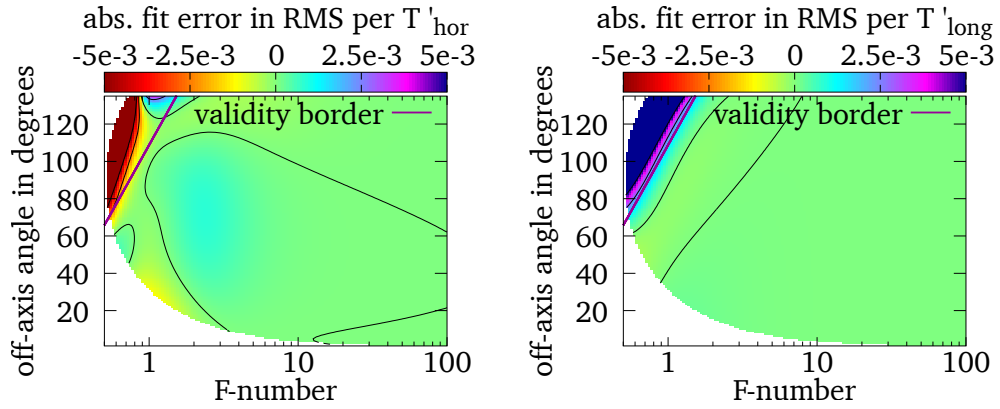 abs. fit error in RMS per T 'hor
-5e-3 -2.5e-3 0 2.5e-3 5e-3
validity border
off-axis angle in degrees
120
100
80
60
40
20
1 10 100
F-number
abs. fit error in RMS per T 'long
-5e-3 -2.5e-3 0 2.5e-3 5e-3
validity border
off-axis angle in degrees
120
100
80
60
40
20
1 10 100
F-number